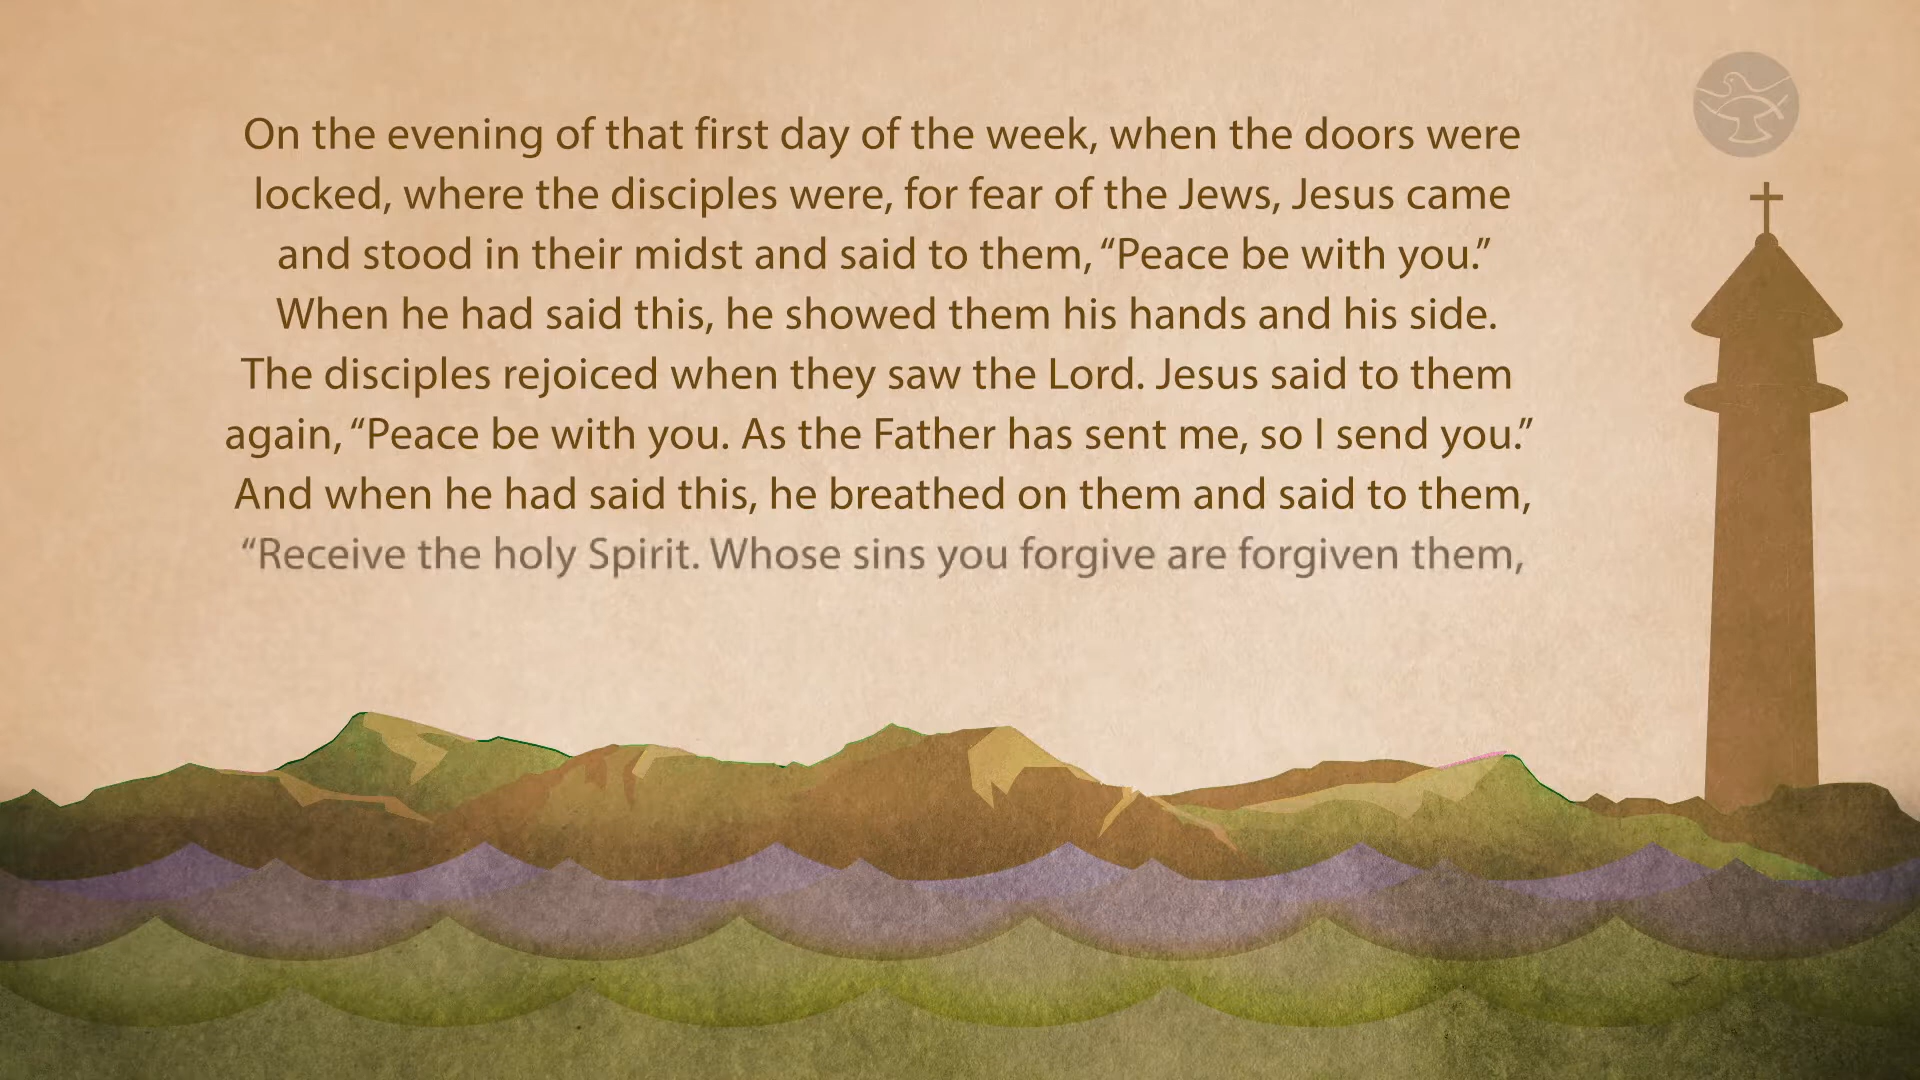 On the evening of that first day of the week, when the doors were
locked, where the disciples were, for fear of the Jews, Jesus came
and stood in their midst and said to them, “Peace be with you.”
When he had said this, he showed them his hands and his side.
The disciples rejoiced when they saw the Lord. Jesus said to them
again, “Peace be with you. As the Father has sent me, so I send you.”
And when he had said this, he breathed on them and said to them,
“Receive the holy Spirit. Whose sins you forgive are forgiven them,